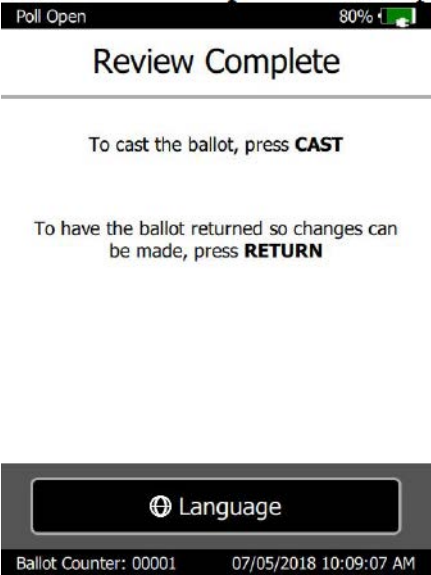 Poll Open 80%
Review Complete
To cast the ballot, press CAST
To have the ballot returned so changes can
be made, press RETURN
Language
Ballot Counter: 00001 07/05/2018 10:09:07 AM